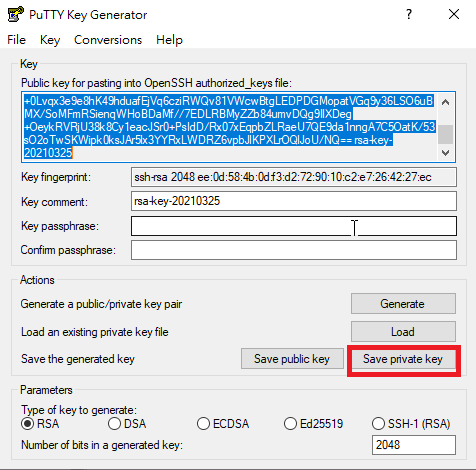 PuTTY Key Generator
File Key Conversions Help
Key
Public key for pasting into OpenSSH authorized_keys file:
+0Lvqx3e9e8hK49hduafEjVq6cziRWQv81VWcwBtgLEDPDGMopatVGq9y36LSO6uB
MX/SoMFmRSienqWHoBDaMf//7EDLRBMyZZb84umvDQg9IlXDeg
+OeykRVRjU38k8Cy1eacJSr0+PsIdD/Rx07xEqpbZLRaeU7QE9da1nngA7C5OatK/53
sO2oTwSKWipk0ksJAr5lx3YYRxLWDRZ6vpbJlKPXLrOQIJoU/NQ== rsa-key-
20210325
Key fingerprint: ssh-rsa 2048 ee:0d:58:4b:0d:f3:d2:72:90:10:c2:e7:26:42:27:ec
Key comment: rsa-key-20210325
Key passphrase:
Confirm passphrase:
Actions
Generate a public/private key pair Generate
Load an existing private key file Load
Save the generated key Save public key Save private key
Parameters
Type of key to generate:
RSA DSA ECDSA Ed25519 SSH-1 (RSA)
Number of bits in a generated key: 2048